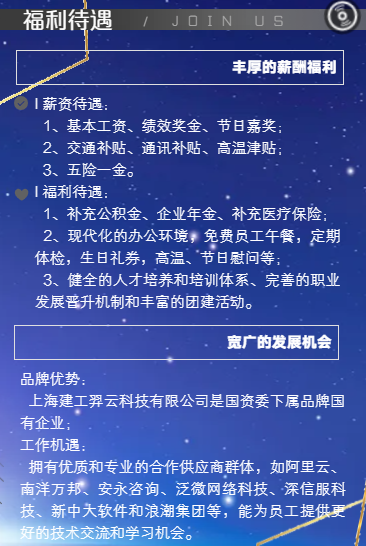 福利待遇 / JOIN US
丰厚的薪酬福利
薪资待遇：
1、基本工资、绩效奖金、节日嘉奖；
2、交通补贴、通讯补贴、高温津贴；
3、五险一金。
福利待遇：
1、补充公积金、企业年金、补充医疗保险；
2、现代化的办公环境，免费员工午餐，定期
体检，生日礼券，高温、节日慰问等；
3、健全的人才培养和培训体系、完善的职业
发展晋升机制和丰富的团建活动。
宽广的发展机会
品牌优势：
上海建工羿云科技有限公司是国资委下属品牌国
有企业；
工作机遇：
拥有优质和专业的合作供应商群体，如阿里云、
南洋万邦、安永咨询、泛微网络科技、深信服科
技、新中大软件和浪潮集团等，能为员工提供更
好的技术交流和学习机会。